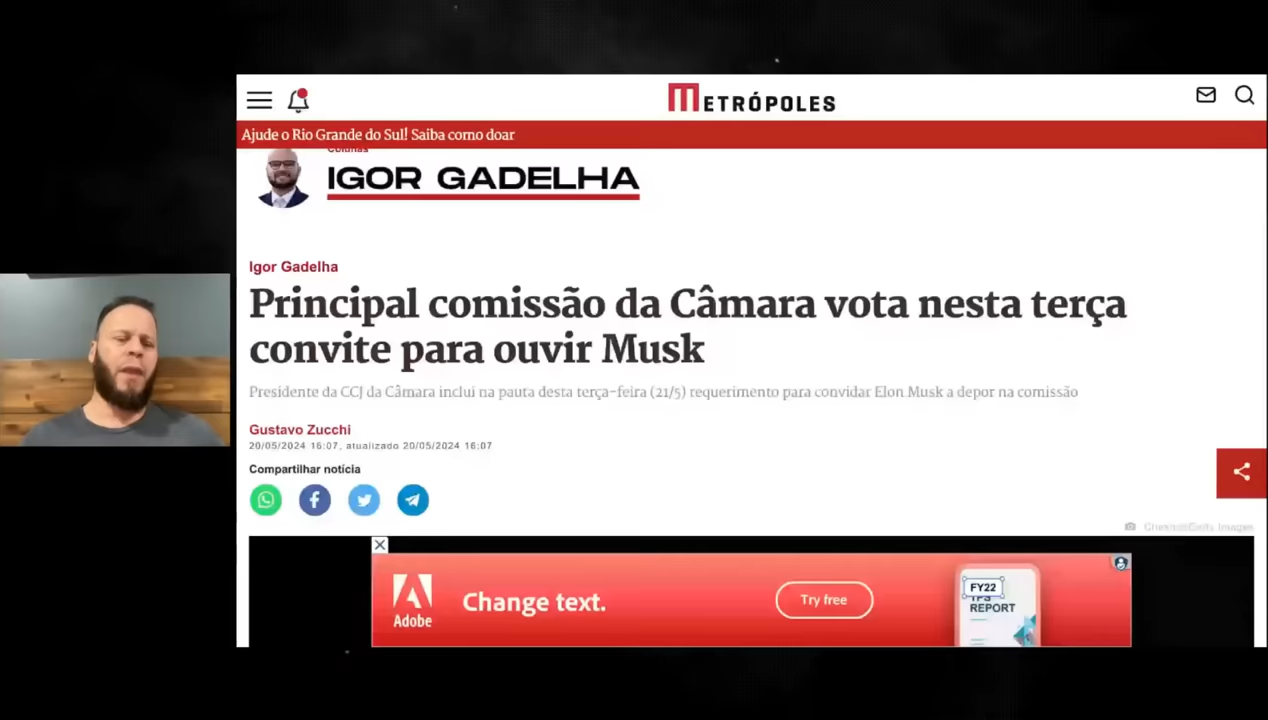 METRÓPOLES
Ajude o Rio Grande do Sul! Saiba como doar
Colunas
IGOR GADELHA
Igor Gadelha
Principal comissão da Câmara vota nesta terça
convite para ouvir Musk
Presidente da CCJ da Câmara inclui na pauta desta terça-feira (21/5) requerimento para convidar Elon Musk a depor na comissão
Gustavo Zucchi
20/05/2024 16:07, atualizado 20/05/2024 16:07
Compartilhar notícia
Images
Adobe
Change text.
Try free
FY22
REPORT